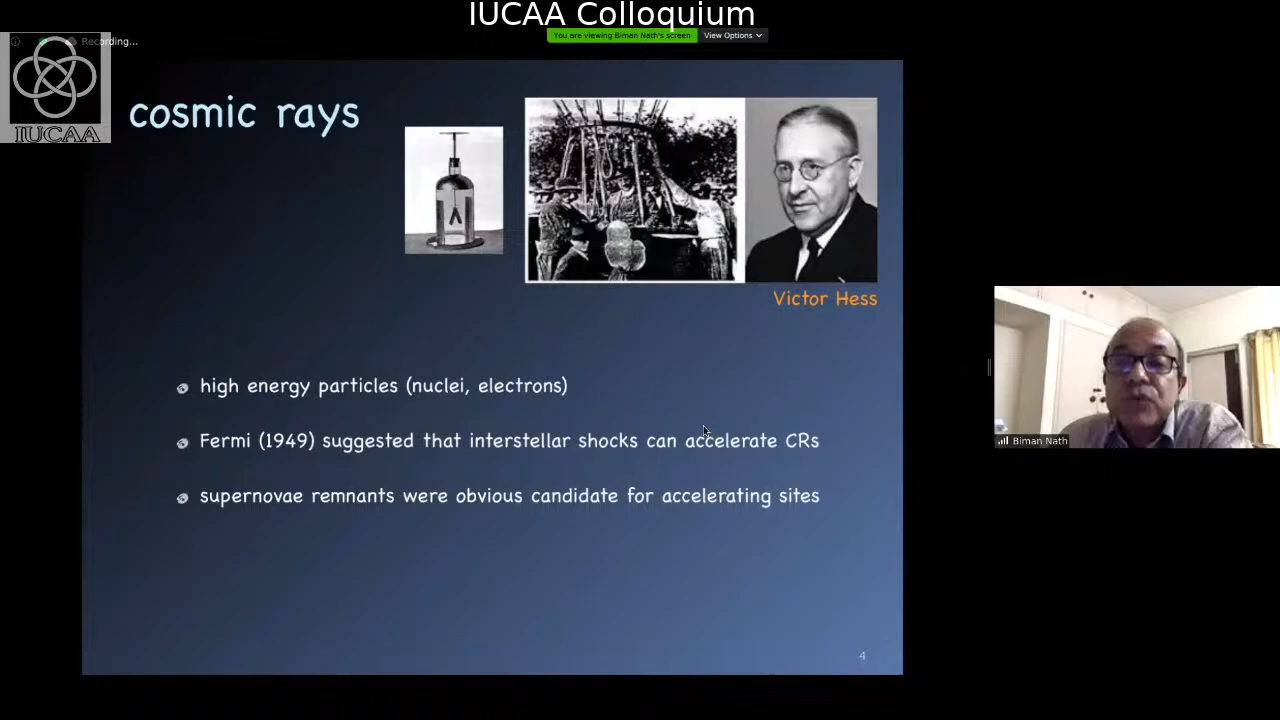 IUCAA Colloquium
You are viewing Biman Nath's screen
View Options
Recording...
IUCAA
cosmic rays
Victor Hess
high energy particles (nuclei, electrons)
Fermi (1949) suggested that interstellar shocks can accelerate CRs
supernovae remnants were obvious candidate for accelerating sites
Biman Nath
4